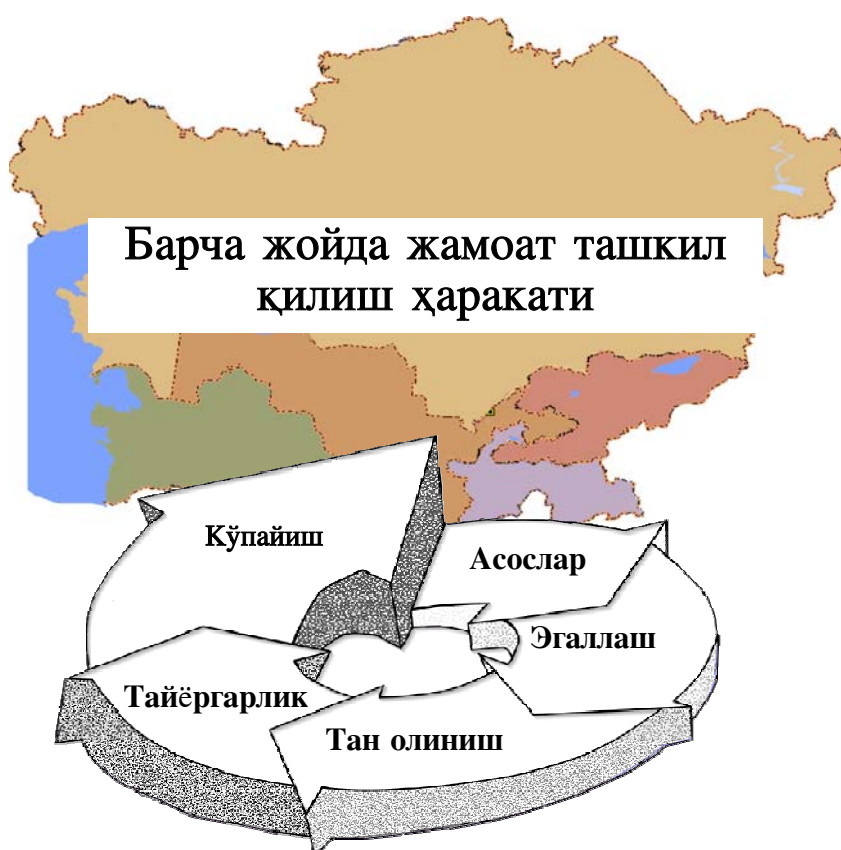 Барча жойда жамоат ташкил
қилиш ҳаракати
Кўпайиш
Асослар
Эгаллаш
Тайёргарлик
Тан олиниш